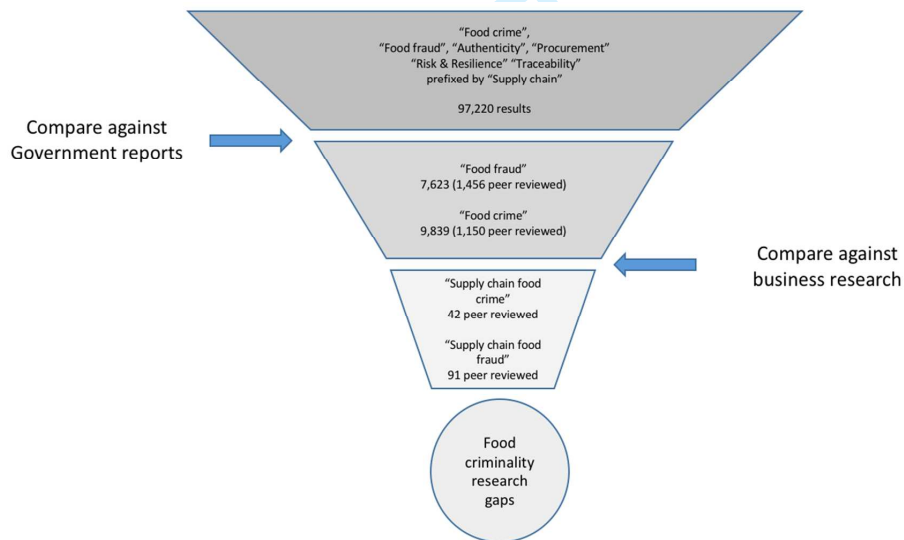 “Food crime”,
“Food fraud”, “Authenticity”, “Procurement”
“Risk & Resilience” “Traceability”
prefixed by “Supply chain”
97,220 results
Compare against
Government reports
“Food fraud”
7,623 (1,456 peer reviewed)
“Food crime”
9,839 (1,150 peer reviewed)
Compare against
business research
“Supply chain food
crime”
42 peer reviewed
“Supply chain food
fraud”
91 peer reviewed
Food
criminality
research
gaps